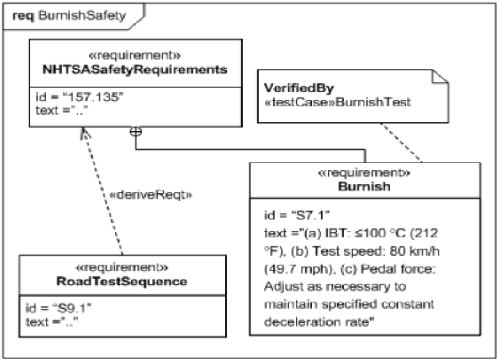 req BurnishSafety
«requirement»
NHTSASafetyRequirements
id = "157.135"
text =".."
VerifiedBy
«testCase»BurnishTest
«deriveReqt»
«requirement»
Burnish
id = "S7.1"
text ="(a) IBT: ≤100 °C (212
°F), (b) Test speed: 80 km/h
(49.7 mph), (c) Pedal force:
Adjust as necessary to
maintain specified constant
deceleration rate"
«requirement»
RoadTestSequence
id = "S9.1"
text =".."